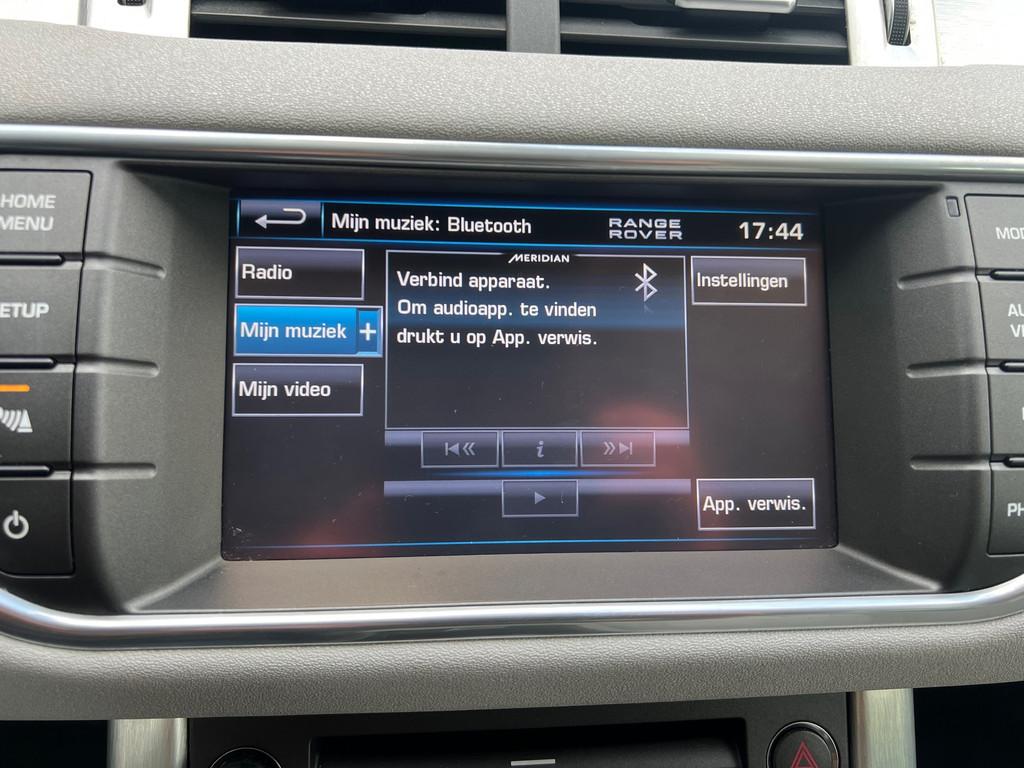 HOME
MENU
Mijn muziek: Bluetooth
RANGE
ROVER
17:44
Radio
MERIDIAN
Verbind apparaat.
Instellingen
Om audioapp. te vinden
drukt u op App. verwis.
Mijn muziek +
Mijn video
i
App. verwis.